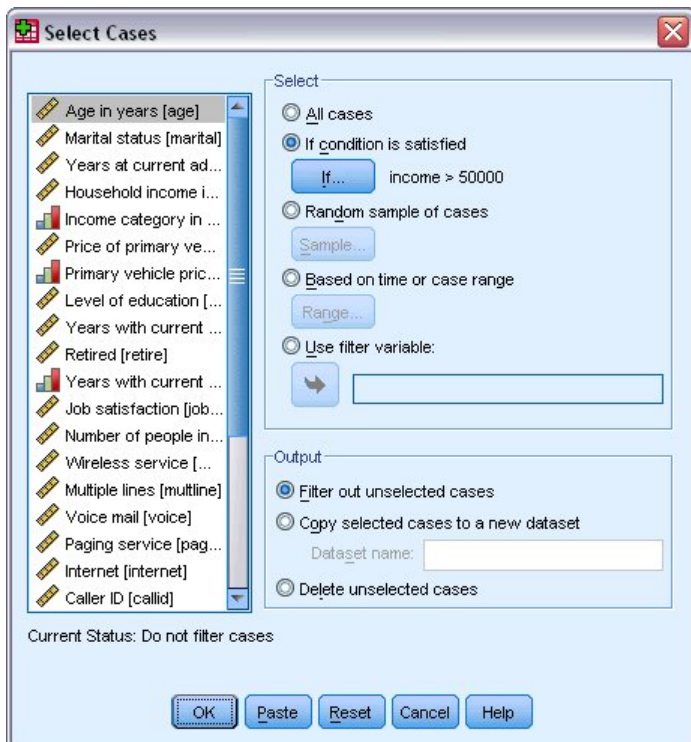 Select Cases
Age in years [age]
Marital status [marital]
Years at current ad...
Household income i...
Income category in ...
Price of primary ve...
Primary vehicle pric...
Level of education [...
Years with current ...
Retired [retire]
Years with current ...
Job satisfaction [job...
Number of people in...
Wireless service [...
Multiple lines [multline]
Voice mail [voice]
Paging service [pag...
Internet [internet]
Caller ID [callid]
Select
All cases
If condition is satisfied
If... income > 50000
Random sample of cases
Sample...
Based on time or case range
Range...
Use filter variable:
Output
Filter out unselected cases
Copy selected cases to a new dataset
Dataset name:
Delete unselected cases
Current Status: Do not filter cases
OK Paste Reset Cancel Help